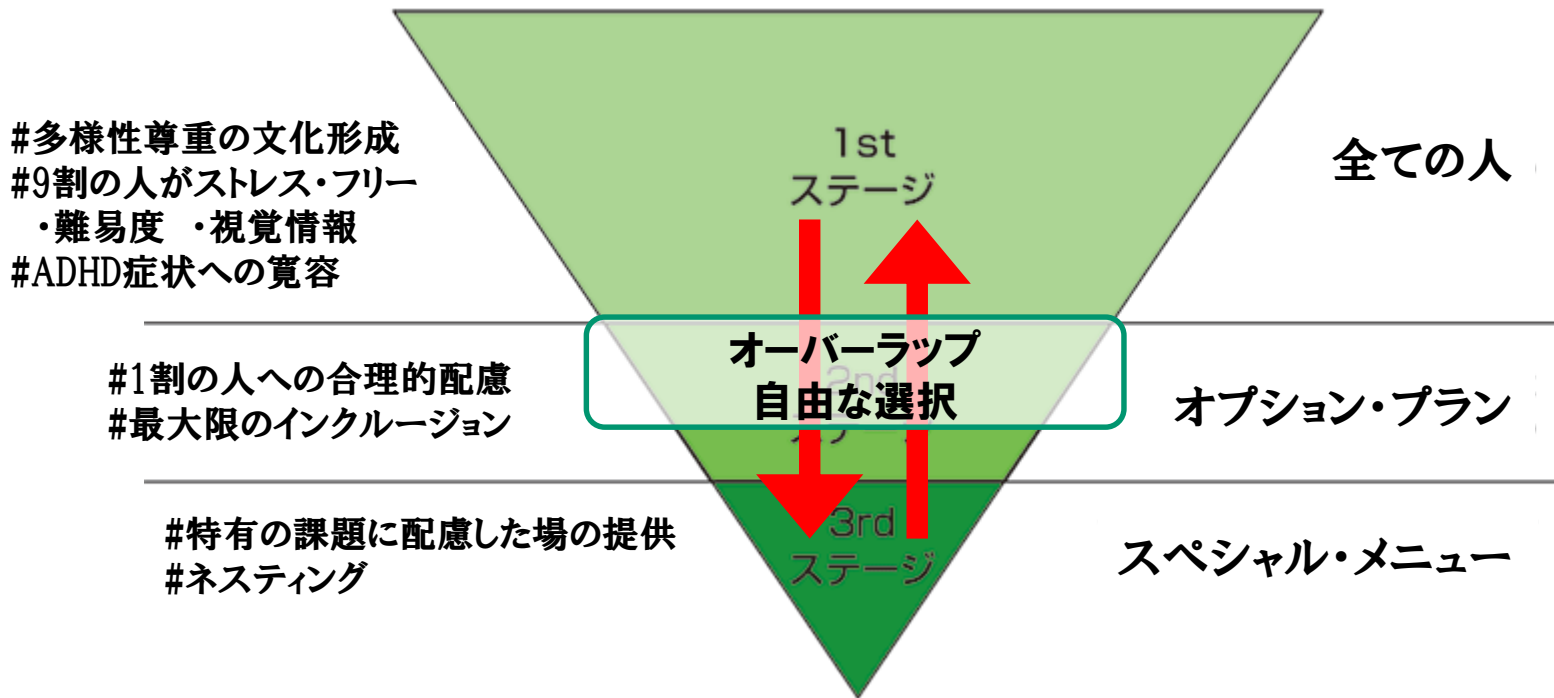 #多様性尊重の文化形成
#9割の人がストレス・フリー
・難易度 ・視覚情報
#ADHD症状への寛容
1st
ステージ
全ての人
#1割の人への合理的配慮
#最大限のインクルージョン
オーバーラップ
自由な選択
2nd
ステージ
オプション・プラン
#特有の課題に配慮した場の提供
#ネスティング
3rd
ステージ
スペシャル・メニュー